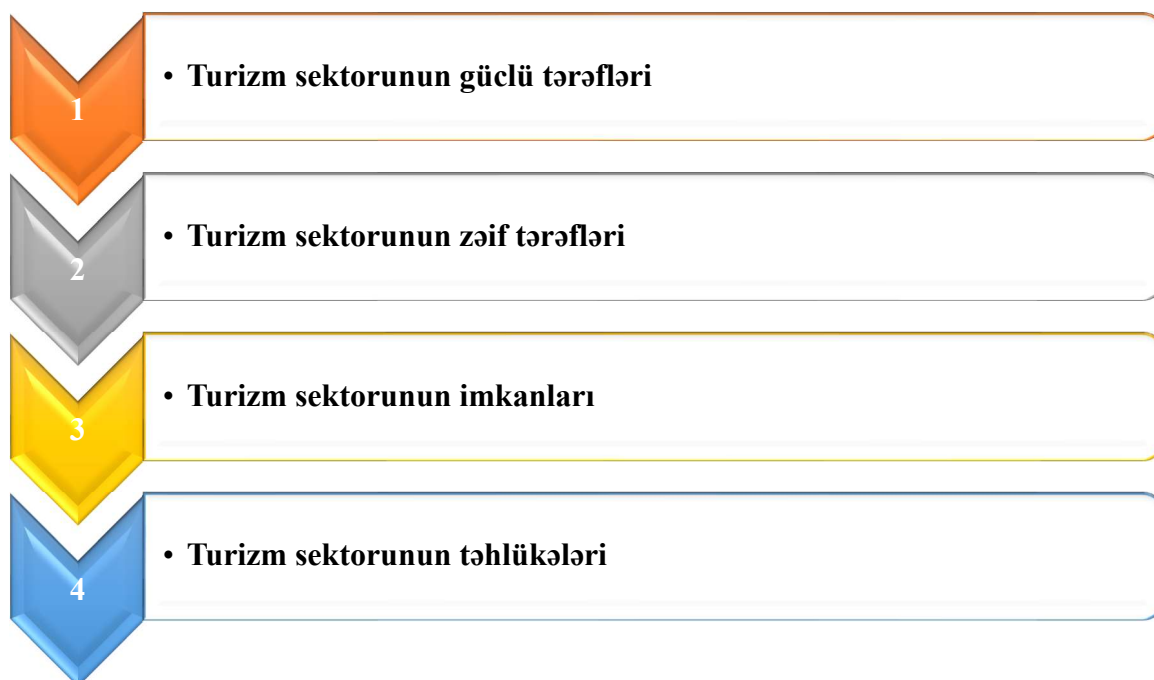 1
• Turizm sektorunun güclü tərəfləri
2
• Turizm sektorunun zəif tərəfləri
3
• Turizm sektorunun imkanları
4
• Turizm sektorunun təhlükələri